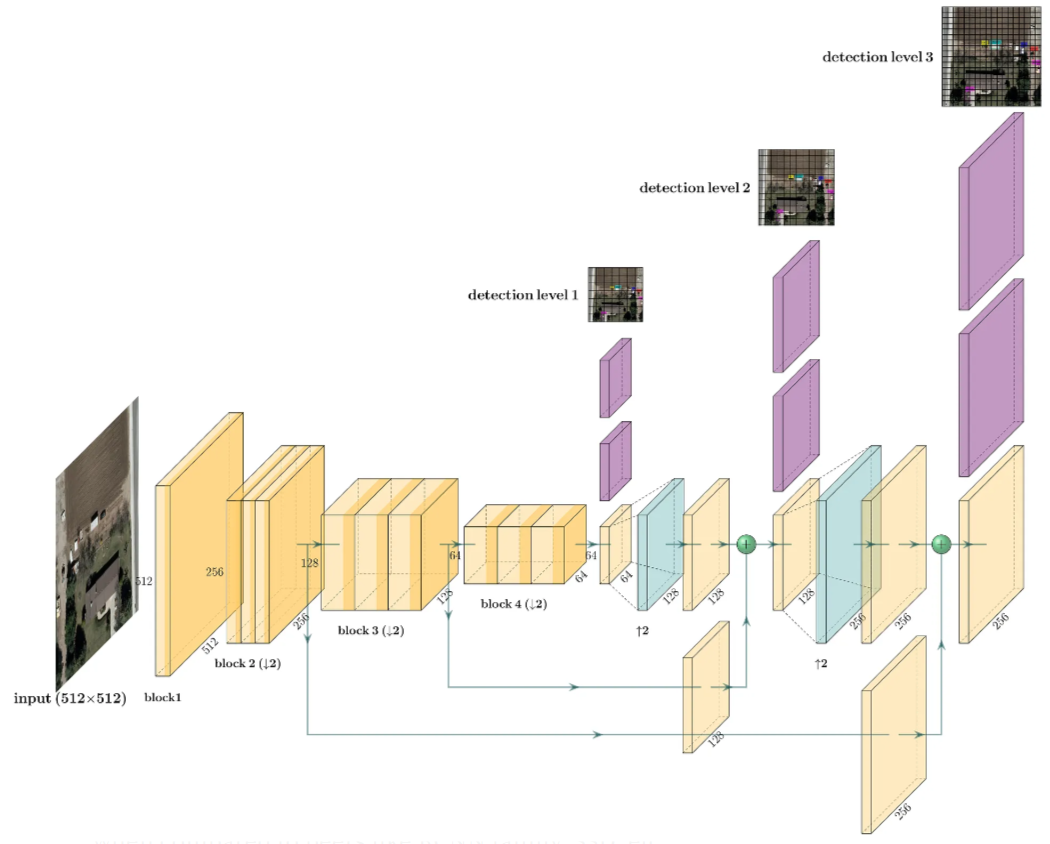 detection level 3
detection level 2
detection level 1
512
256
128
64
64
512
256
128
64
128
128
128
256
256
256
block 4 (↓2)
block 3 (↓2)
↑2
block 2 (↓2)
↑2
input (512×512)
block1
128
256